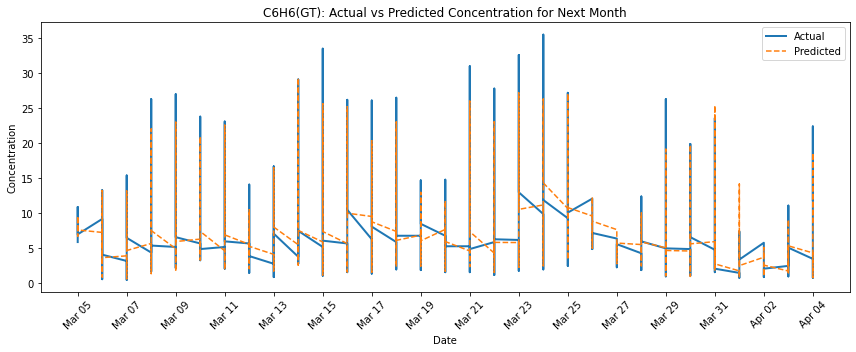 C6H6(GT): Actual vs Predicted Concentration for Next Month
Actual
Predicted
Concentration
35
30
25
20
15
10
5
0
Mar 05
Mar 07
Mar 09
Mar 11
Mar 13
Mar 15
Mar 17
Mar 19
Mar 21
Mar 23
Mar 25
Mar 27
Mar 29
Mar 31
Apr 02
Apr 04
Date